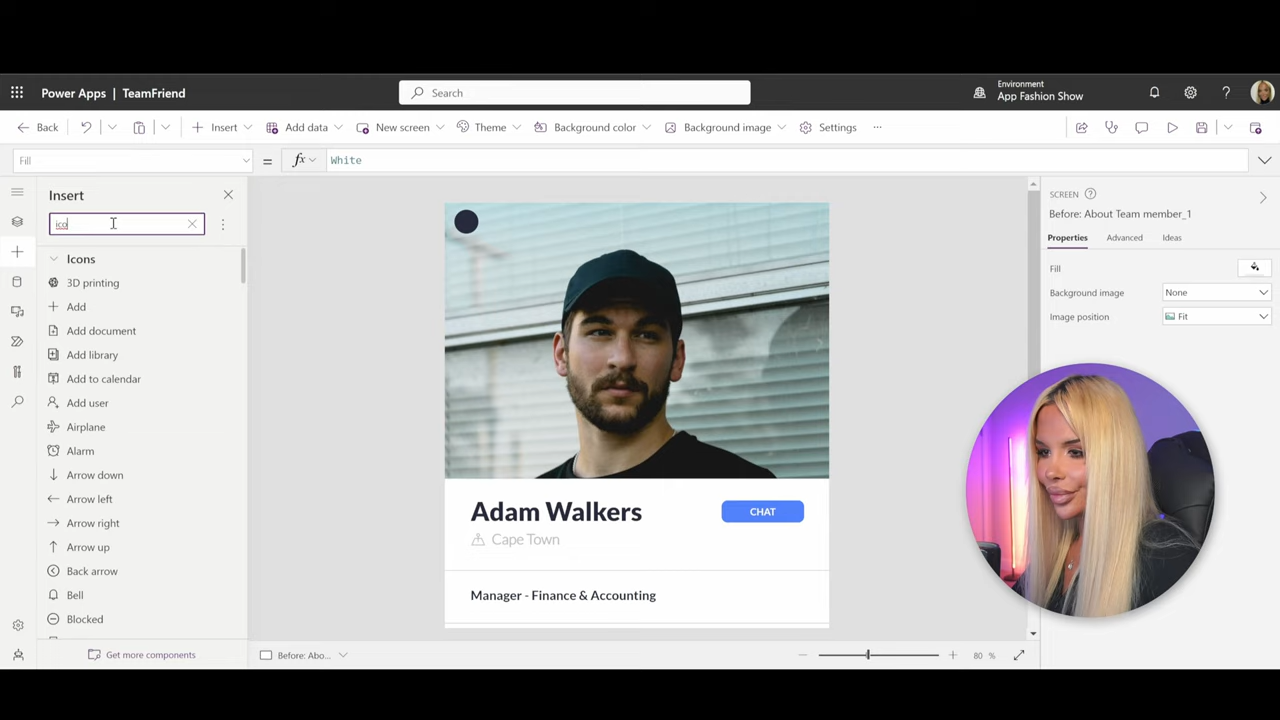 Power Apps | TeamFriend
Search
Environment
App Fashion Show
Back
Insert
Add data
New screen
Theme
Background color
Background image
Settings
Fill
=
fx
White
Insert
ico
Icons
3D printing
Add
Add document
Add library
Add to calendar
Add user
Airplane
Alarm
Arrow down
Arrow left
Arrow right
Arrow up
Back arrow
Bell
Blocked
Get more components
Adam Walkers
CHAT
Cape Town
Manager - Finance & Accounting
Before: Abo...
80 %
SCREEN
Before: About Team member_1
Properties
Advanced
Ideas
Fill
Background image
None
Image position
Fit